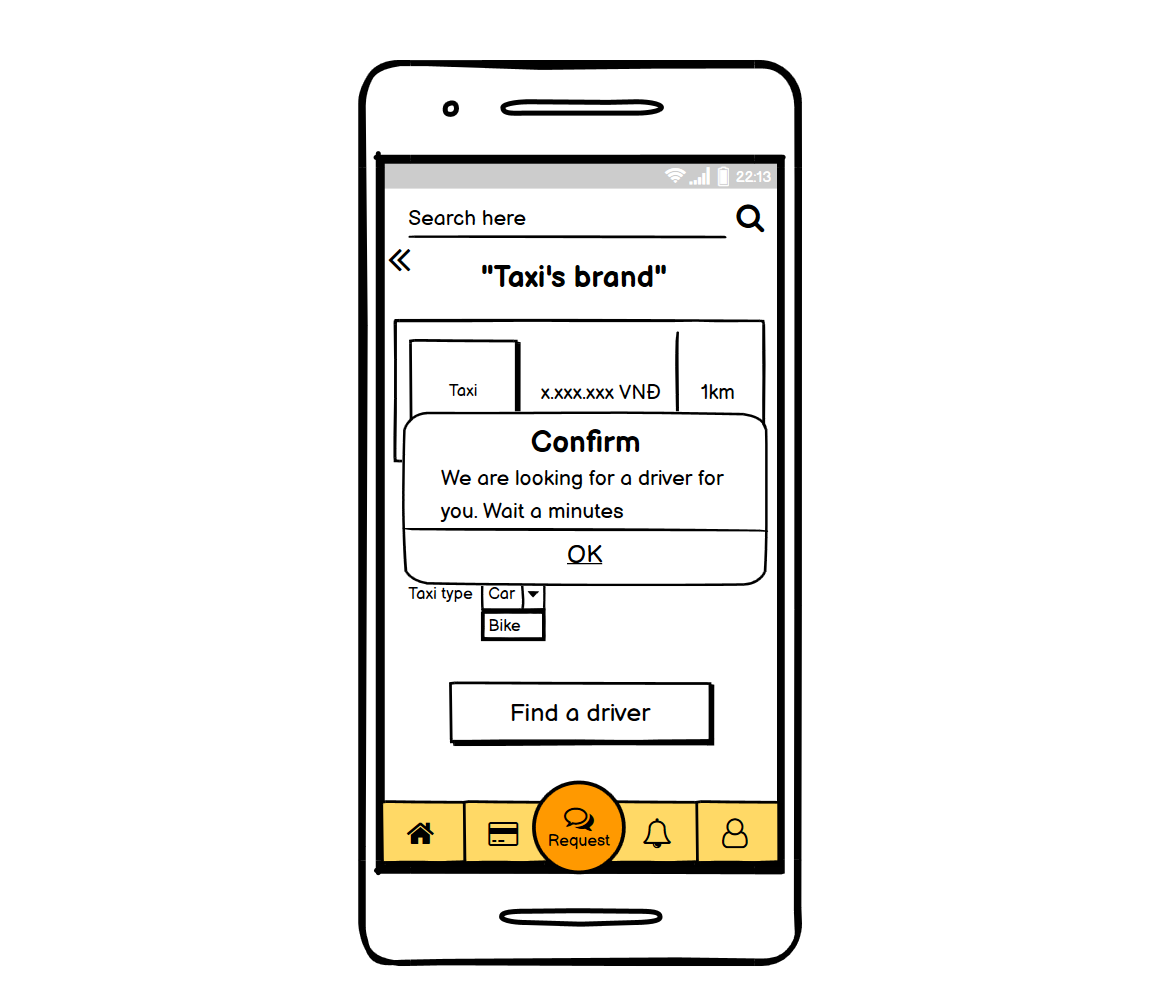 22:13
Search here
"Taxi's brand"
Taxi x.xxx.xxx VNĐ 1km
Confirm
We are looking for a driver for
you. Wait a minutes
OK
Taxi type Car
Bike
Find a driver
Request